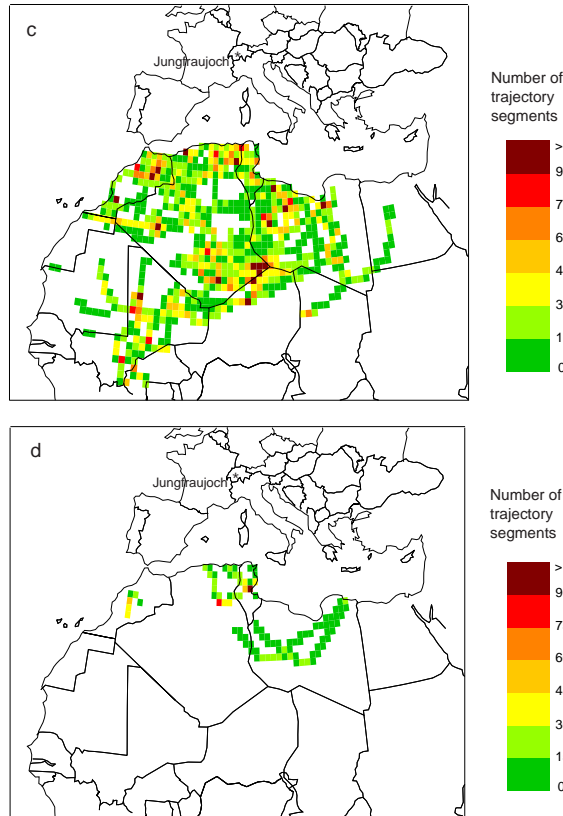 c
Jungfraujoch *
Number of
trajectory
segments
>
9
7
6
4
3
1
0
d
Jungfraujoch *
Number of
trajectory
segments
>
9
7
6
4
3
1
0